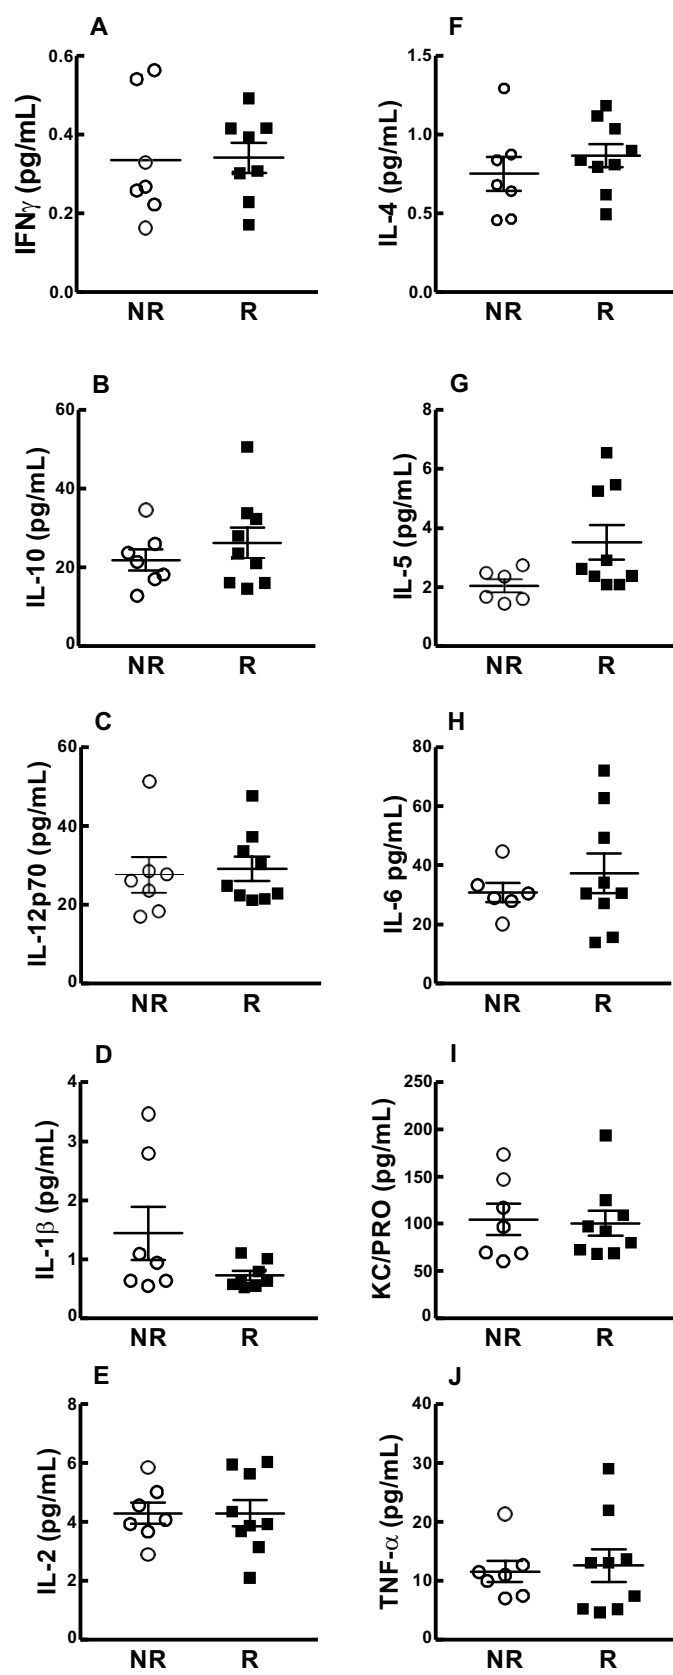 A
IFNγ (pg/mL)
0.6
0.4
0.2
0.0
NR R
F
IL-4 (pg/mL)
1.5
1.0
0.5
0.0
NR R
B
IL-10 (pg/mL)
60
40
20
0
NR R
G
IL-5 (pg/mL)
8
6
4
2
0
NR R
C
IL-12p70 (pg/mL)
60
40
20
0
NR R
H
IL-6 pg/mL)
80
60
40
20
0
NR R
D
IL-1β (pg/mL)
4
3
2
1
0
NR R
I
KC/PRO (pg/mL)
250
200
150
100
50
0
NR R
E
IL-2 (pg/mL)
8
6
4
2
0
NR R
J
TNF-α (pg/mL)
40
30
20
10
0
NR R